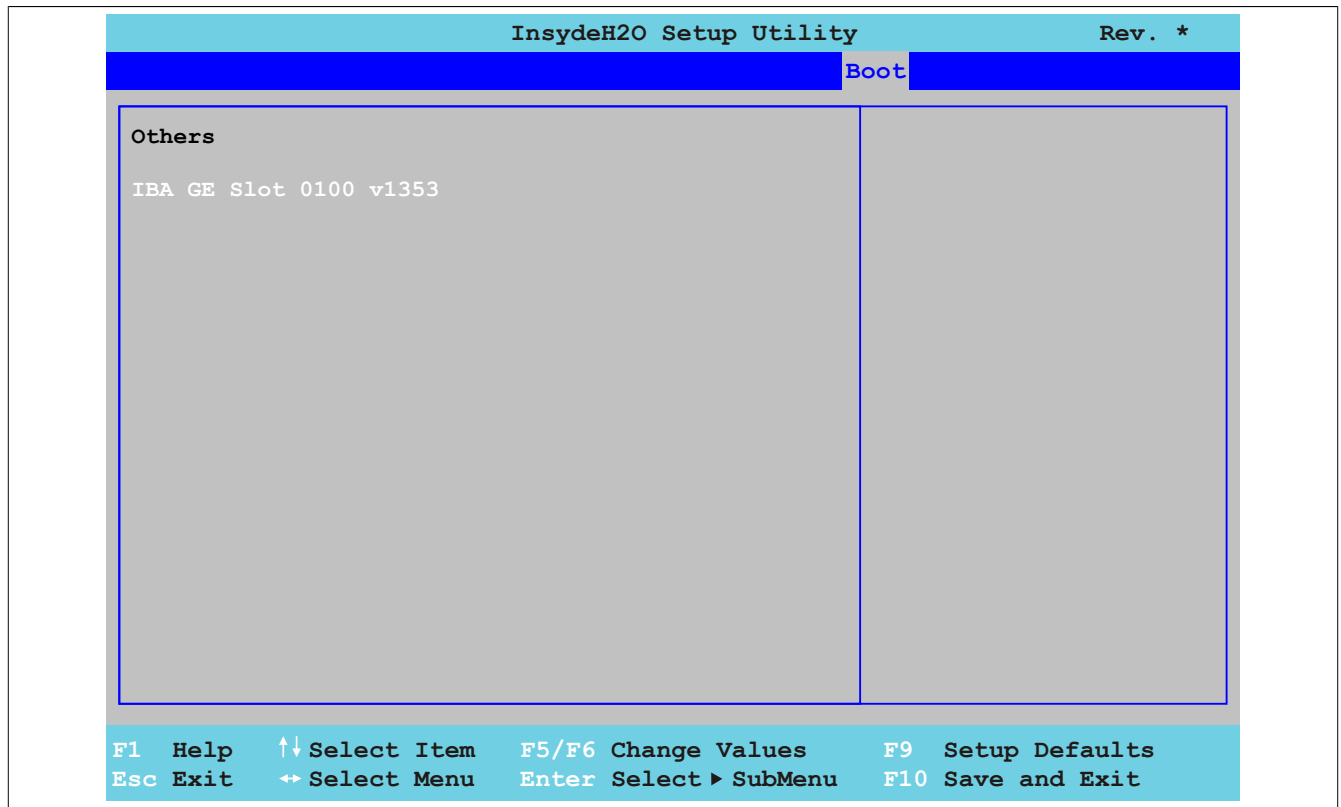 InsydeH2O Setup Utility Rev. *
Boot
Others
IBA GE Slot 0100 v1353
F1 Help ↑↓ Select Item F5/F6 Change Values F9 Setup Defaults
Esc Exit ↔ Select Menu Enter Select ▶ SubMenu F10 Save and Exit